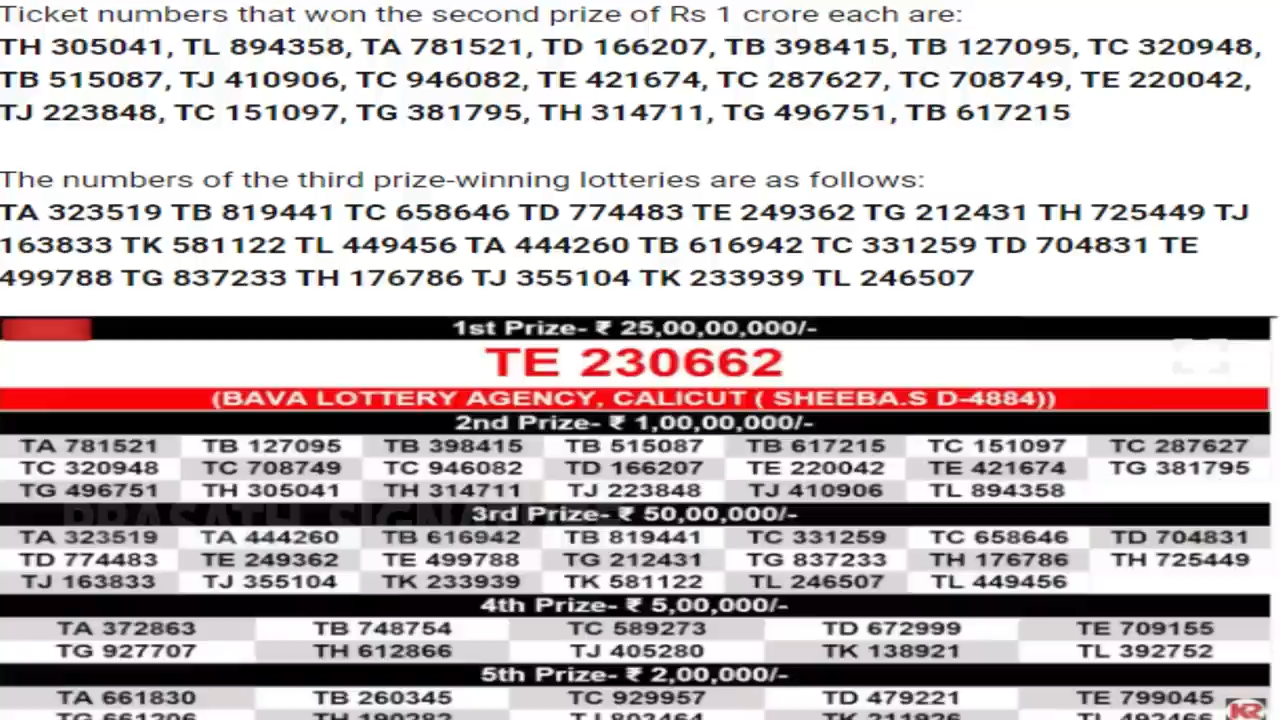 Ticket numbers that won the second prize of Rs 1 crore each are:
TH 305041, TL 894358, TA 781521, TD 166207, TB 398415, TB 127095, TC 320948,
TB 515087, TJ 410906, TC 946082, TE 421674, TC 287627, TC 708749, TE 220042,
TJ 223848, TC 151097, TG 381795, TH 314711, TG 496751, TB 617215
The numbers of the third prize-winning lotteries are as follows:
TA 323519 TB 819441 TC 658646 TD 774483 TE 249362 TG 212431 TH 725449 TJ
163833 TK 581122 TL 449456 TA 444260 TB 616942 TC 331259 TD 704831 TE
499788 TG 837233 TH 176786 TJ 355104 TK 233939 TL 246507
1st Prize- ₹ 25,00,00,000/-
TE 230662
(BAVA LOTTERY AGENCY, CALICUT ( SHEEBA.S D-4884))
2nd Prize- ₹ 1,00,00,000/-
TA 781521 TB 127095 TB 398415 TB 515087 TB 617215 TC 151097 TC 287627
TC 320948 TC 708749 TC 946082 TD 166207 TE 220042 TE 421674 TG 381795
TG 496751 TH 305041 TH 314711 TJ 223848 TJ 410906 TL 894358
3rd Prize- ₹ 50,00,000/-
TA 323519 TA 444260 TB 616942 TB 819441 TC 331259 TC 658646 TD 704831
TD 774483 TE 249362 TE 499788 TG 212431 TG 837233 TH 176786 TH 725449
TJ 163833 TJ 355104 TK 233939 TK 581122 TL 246507 TL 449456
4th Prize- ₹ 5,00,000/-
TA 372863 TB 748754 TC 589273 TD 672999 TE 709155
TG 927707 TH 612866 TJ 405280 TK 138921 TL 392752
5th Prize- ₹ 2,00,000/-
TA 661830 TB 260345 TC 929957 TD 479221 TE 799045
KR